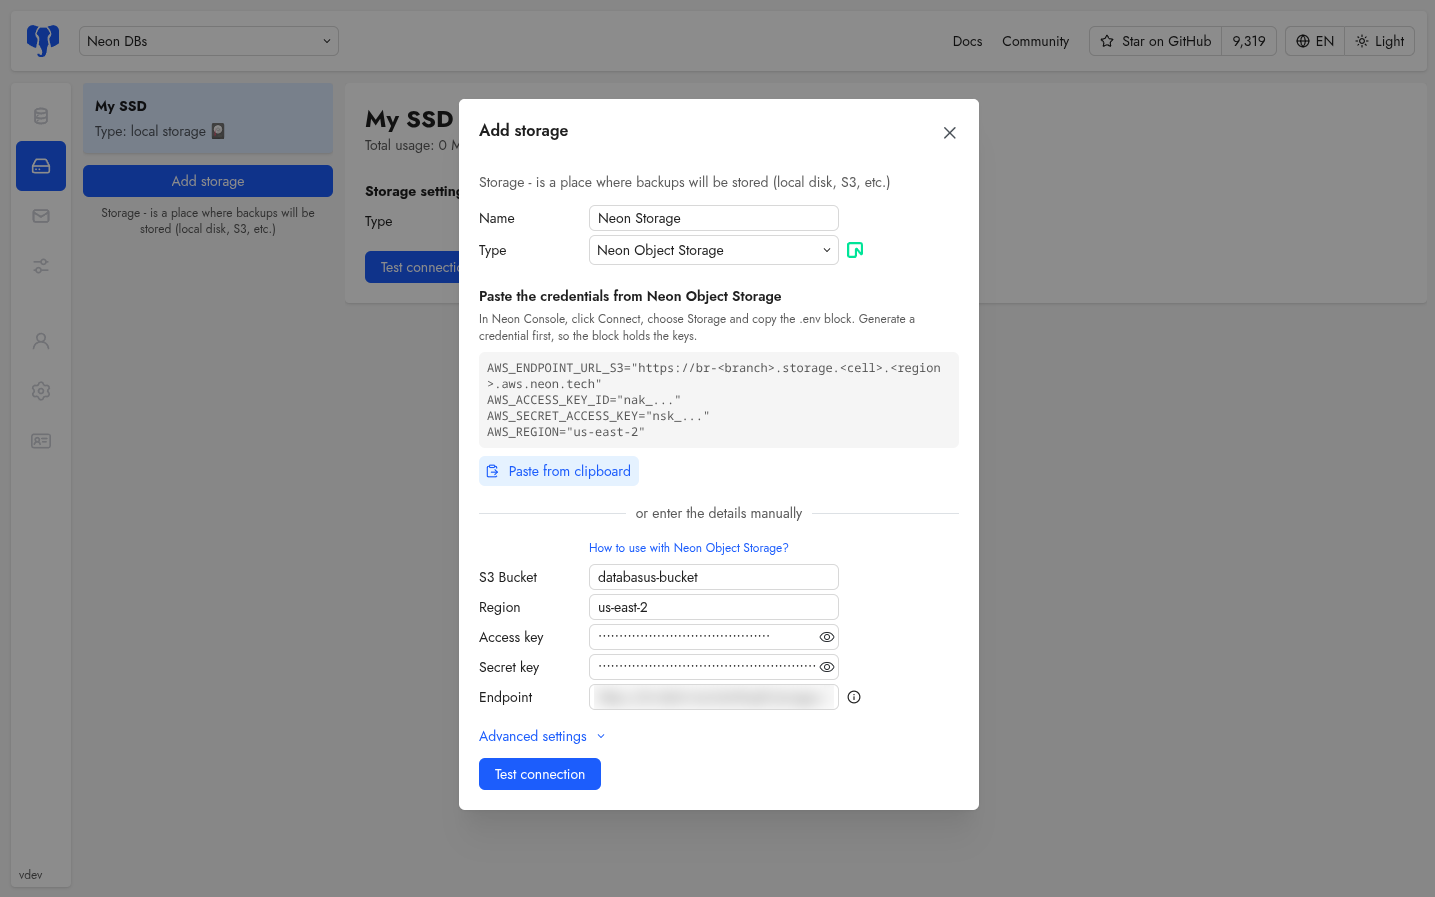 Neon DBs
Docs
Community
Star on GitHub
9,319
EN
Light
My SSD
Type: local storage
Add storage
Storage - is a place where backups will be
stored (local disk, S3, etc.)
My SSD
Total usage: 0 M
Storage setting
Type
Test connectio
vdev
Add storage
Storage - is a place where backups will be stored (local disk, S3, etc.)
Name
Neon Storage
Type
Neon Object Storage
Paste the credentials from Neon Object Storage
In Neon Console, click Connect, choose Storage and copy the .env block. Generate a
credential first, so the block holds the keys.
AWS_ENDPOINT_URL_S3="https://br-<branch>.storage.<cell>.<region
>.aws.neon.tech"
AWS_ACCESS_KEY_ID="nak_..."
AWS_SECRET_ACCESS_KEY="nsk_..."
AWS_REGION="us-east-2"
Paste from clipboard
or enter the details manually
How to use with Neon Object Storage?
S3 Bucket
databasus-bucket
Region
us-east-2
Access key
Secret key
Endpoint
Advanced settings
Test connection